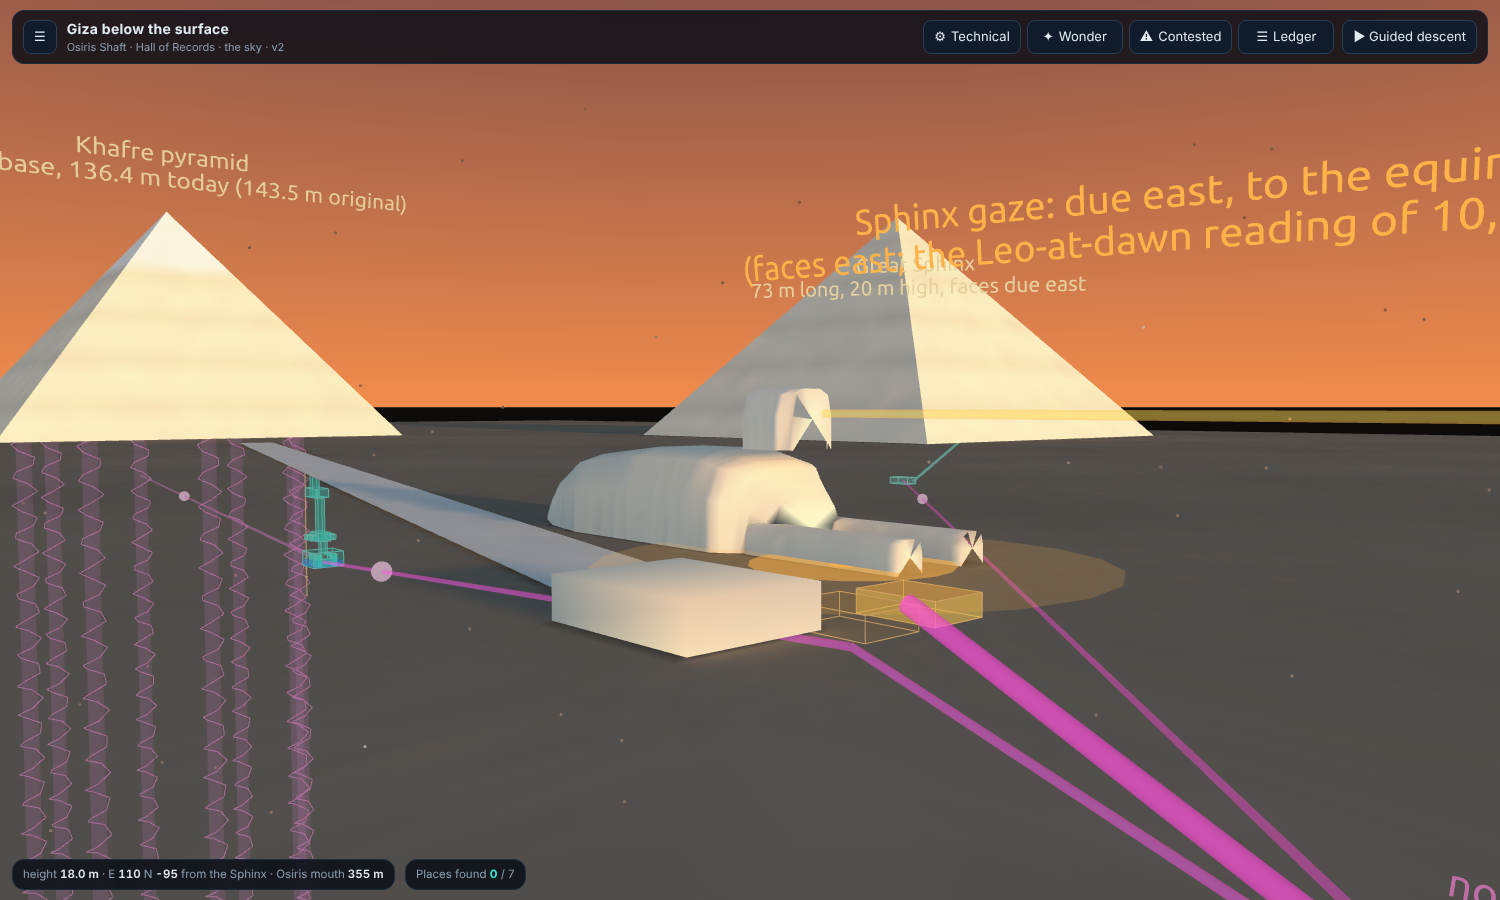 ☰ Giza below the surface
Osiris Shaft · Hall of Records · the sky · v2
⚙ Technical
✦ Wonder
⚠ Contested
☰ Ledger
▶ Guided descent
Khafre pyramid
base, 136.4 m today (143.5 m original)
Sphinx gaze: due east, to the
(faces east; the Leo-at-dawn reading of 10,
Great Sphinx
73 m long, 20 m high, faces due east
height 18.0 m · E 110 N -95 from the Sphinx · Osiris mouth 355 m
Places found 0 / 7